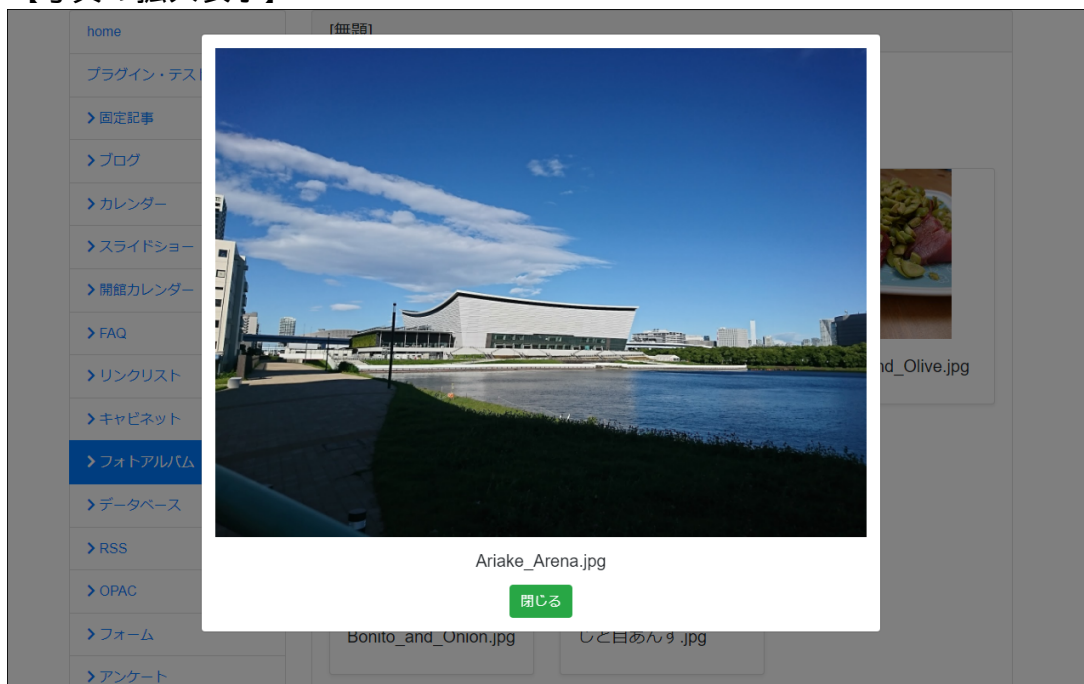 home
[無題]
プラグイン・テス
固定記事
ブログ
カレンダー
スライドショー
開館カレンダー
FAQ
リンクリスト
nd_Olive.jpg
キャビネット
フォトアルバム
データベース
RSS
Ariake_Arena.jpg
OPAC
閉じる
フォーム
Bonito_and_Onion.jpg
アンケート